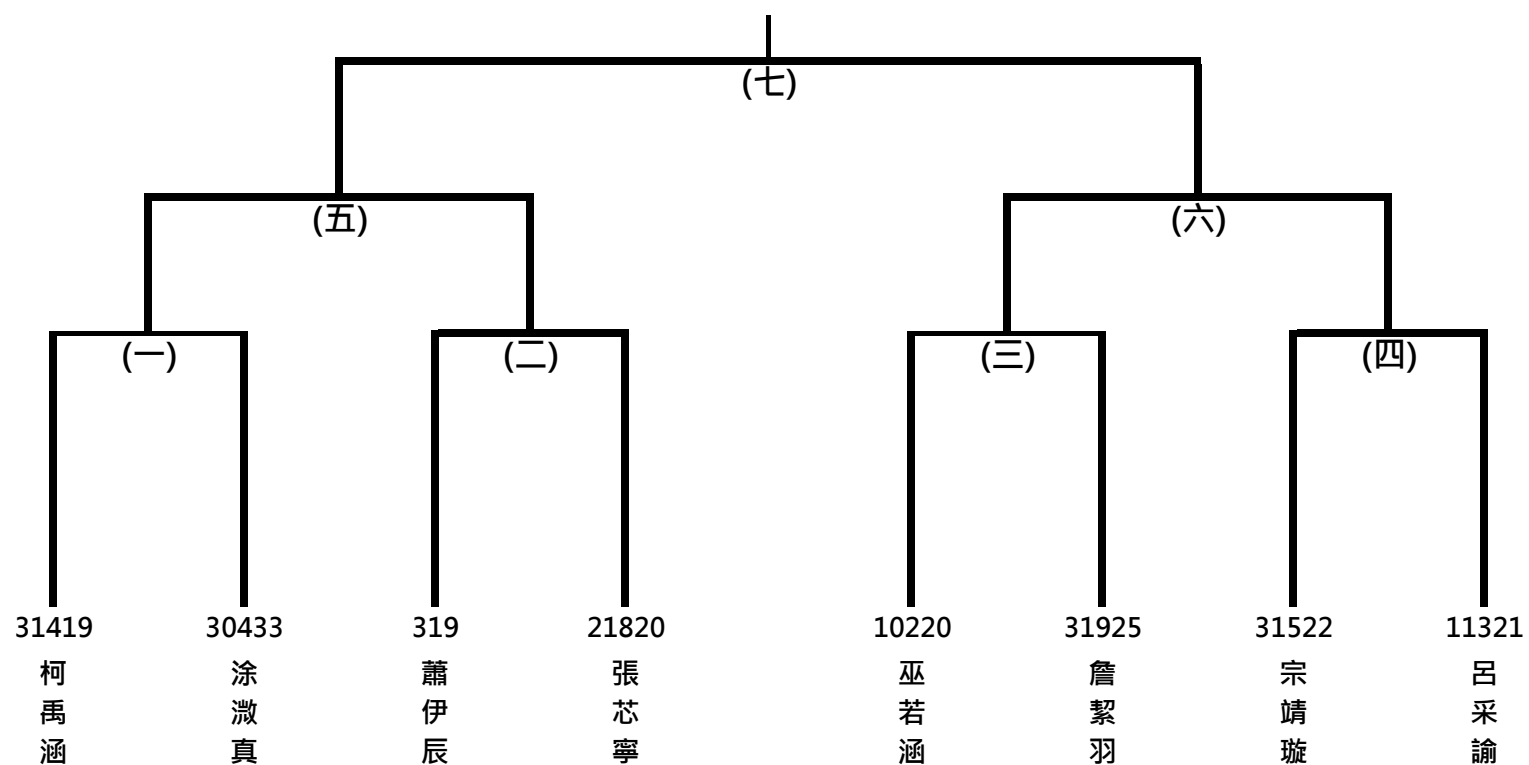 (七)
(五)
(六)
(一)
(二)
(三)
(四)
31419
30433
319
21820
10220
31925
31522
11321
柯禹涵
涂溦真
蕭伊辰
張芯寧
巫若涵
詹絜羽
宗靖璇
呂采諭